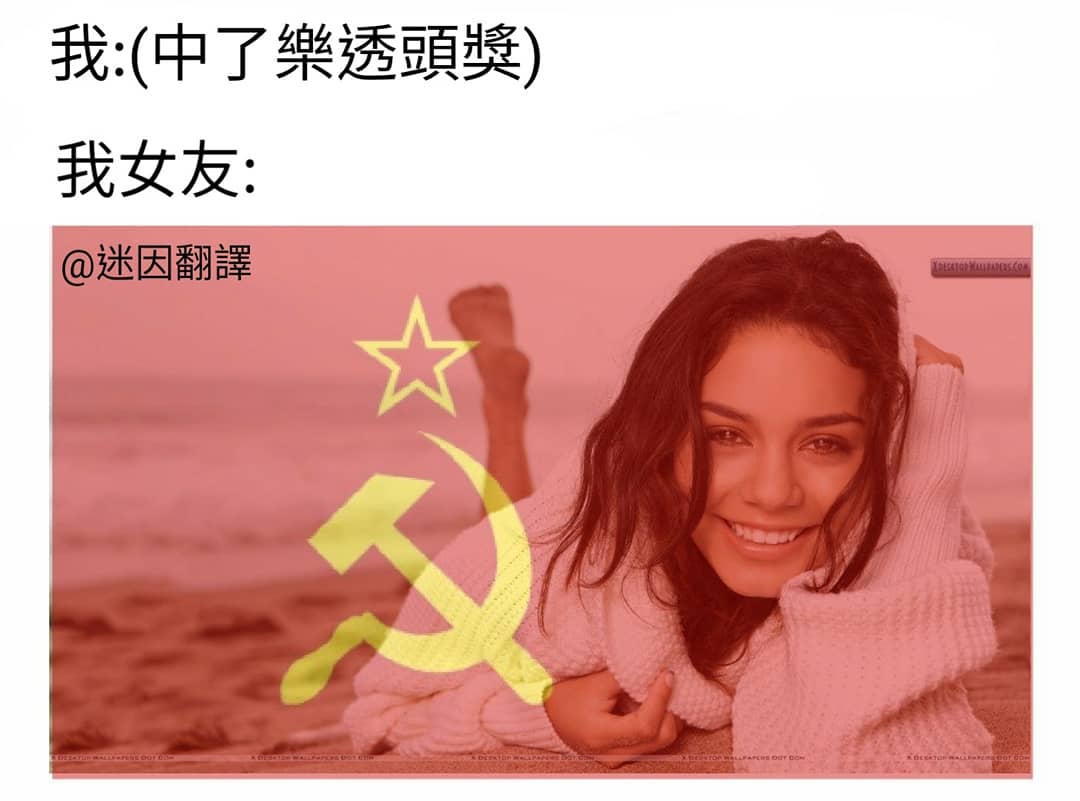 我:(中了樂透頭獎)
我女友:
@迷因翻譯
XDESKTOPWALLPAPERS.COM
X DESKTOP WALLPAPERS DOT COM X DESKTOP WALLPAPERS DOT COM X DESKTOP WALLPAPERS DOT COM X DESKTOP WALLPAPERS DOT COM X DESKTOP WALLPAPERS DOT COM